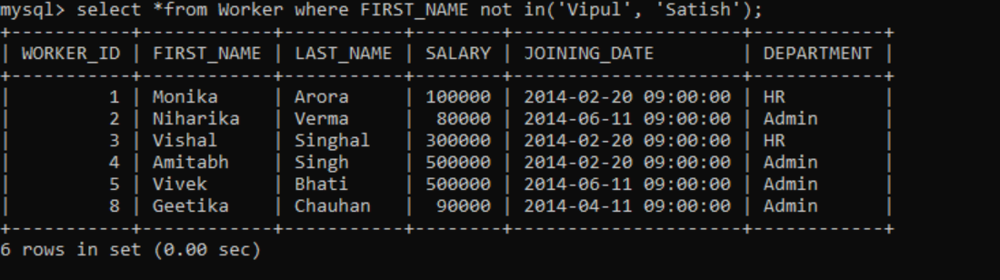 mysql> select *from Worker where FIRST_NAME not in('Vipul', 'Satish');
+-----------+------------+-----------+--------+---------------------+------------+
| WORKER_ID | FIRST_NAME | LAST_NAME | SALARY | JOINING_DATE        | DEPARTMENT |
+-----------+------------+-----------+--------+---------------------+------------+
|         1 | Monika     | Arora     | 100000 | 2014-02-20 09:00:00 | HR         |
|         2 | Niharika   | Verma     |  80000 | 2014-06-11 09:00:00 | Admin      |
|         3 | Vishal     | Singhal   | 300000 | 2014-02-20 09:00:00 | HR         |
|         4 | Amitabh    | Singh     | 500000 | 2014-02-20 09:00:00 | Admin      |
|         5 | Vivek      | Bhati     | 500000 | 2014-06-11 09:00:00 | Admin      |
|         8 | Geetika    | Chauhan   |  90000 | 2014-04-11 09:00:00 | Admin      |
+-----------+------------+-----------+--------+---------------------+------------+
6 rows in set (0.00 sec)